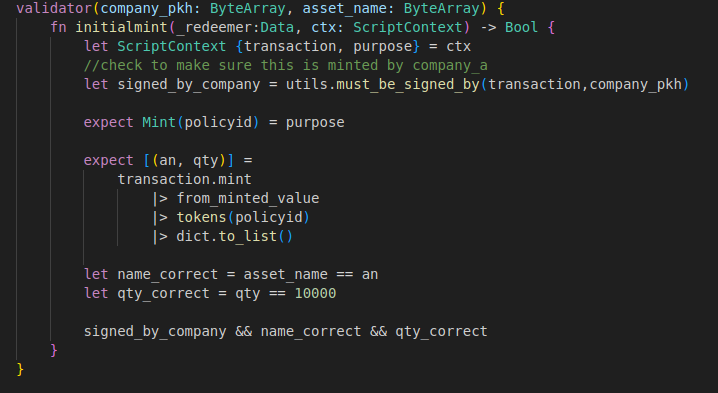 validator(company_pkh: ByteArray, asset_name: ByteArray) {
    fn initialmint(_redeemer:Data, ctx: ScriptContext) -> Bool {
        let ScriptContext {transaction, purpose} = ctx
        //check to make sure this is minted by company_a
        let signed_by_company = utils.must_be_signed_by(transaction,company_pkh)

        expect Mint(policyid) = purpose

        expect [(an, qty)] =
            transaction.mint
                |> from_minted_value
                |> tokens(policyid)
                |> dict.to_list()

        let name_correct = asset_name == an
        let qty_correct = qty == 10000

        signed_by_company && name_correct && qty_correct
    }
}